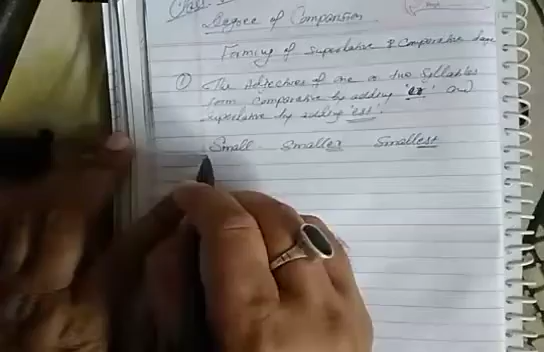 Degree of Comparison
Forming of Superlative & Comparative
① The Adjectives of one or two Syllables
form Comparative by adding 'er' and
Superlative by adding 'est'.
Small Smaller Smallest